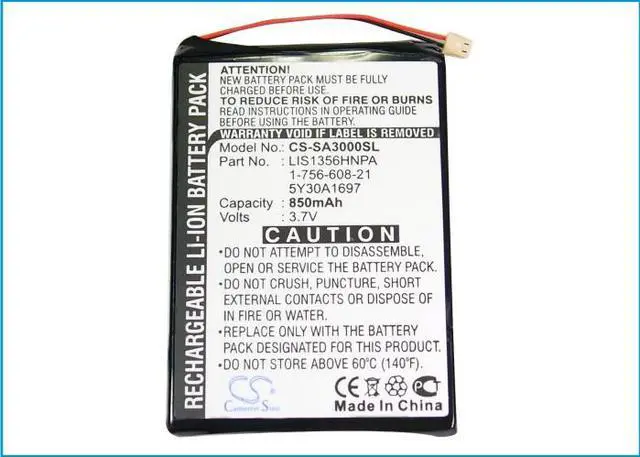 RECHARGEABLE LI-ION BATTERY PACK
ATTENTION!
NEW BATTERY PACK MUST BE FULLY
CHARGED BEFORE USING.
TO REDUCE RISK OF FIRE OR BURNS
READ INSTRUCTIONS IN OPERATING GUIDE
BEFORE USE.
WARRANTY VOID IF LABEL REMOVED
Model No.: CS-SA3000SL
Part No.: LIS1356HNPA
1-756-608-21
5Y30A1697
Capacity : 850mAh
Volts : 3.7V
CAUTION
DO NOT ATTEMPT TO DISASSEMBLE,
OPEN OR SERVICE THE BATTERY PACK.
DO NOT CRUSH, PUNCTURE, SHORT
EXTERNAL CONTACTS OR DISPOSE OF
IN FIRE OR WATER.
REPLACE ONLY WITH THE BATTERY
PACK DESIGNATED FOR THIS PRODUCT.
DO NOT STORE ABOVE 60°C (140°F).
CS
Cameron Sino
CE
Made In China